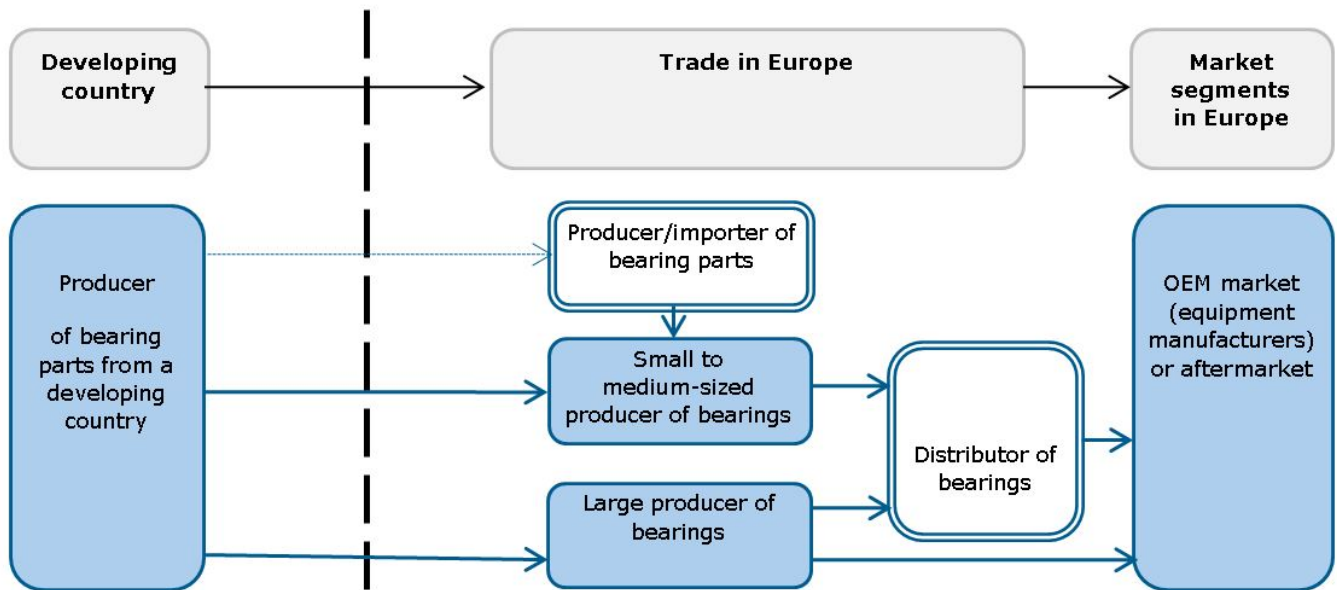 Developing
country
Trade in Europe
Market
segments
in Europe
Producer
of bearing
parts from a
developing
country
Producer/importer of
bearing parts
Small to
medium-sized
producer of bearings
Large producer of
bearings
Distributor of
bearings
OEM market
(equipment
manufacturers)
or aftermarket